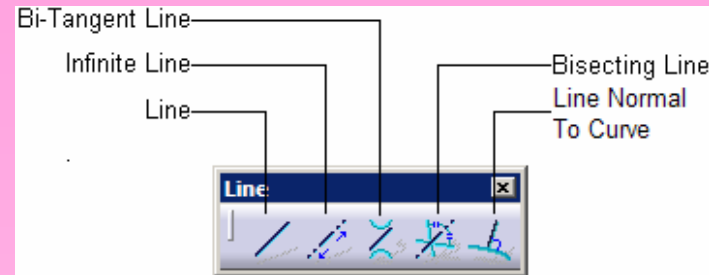 Bi-Tangent Line
Infinite Line
Line
Bisecting Line
Line Normal
To Curve
Line